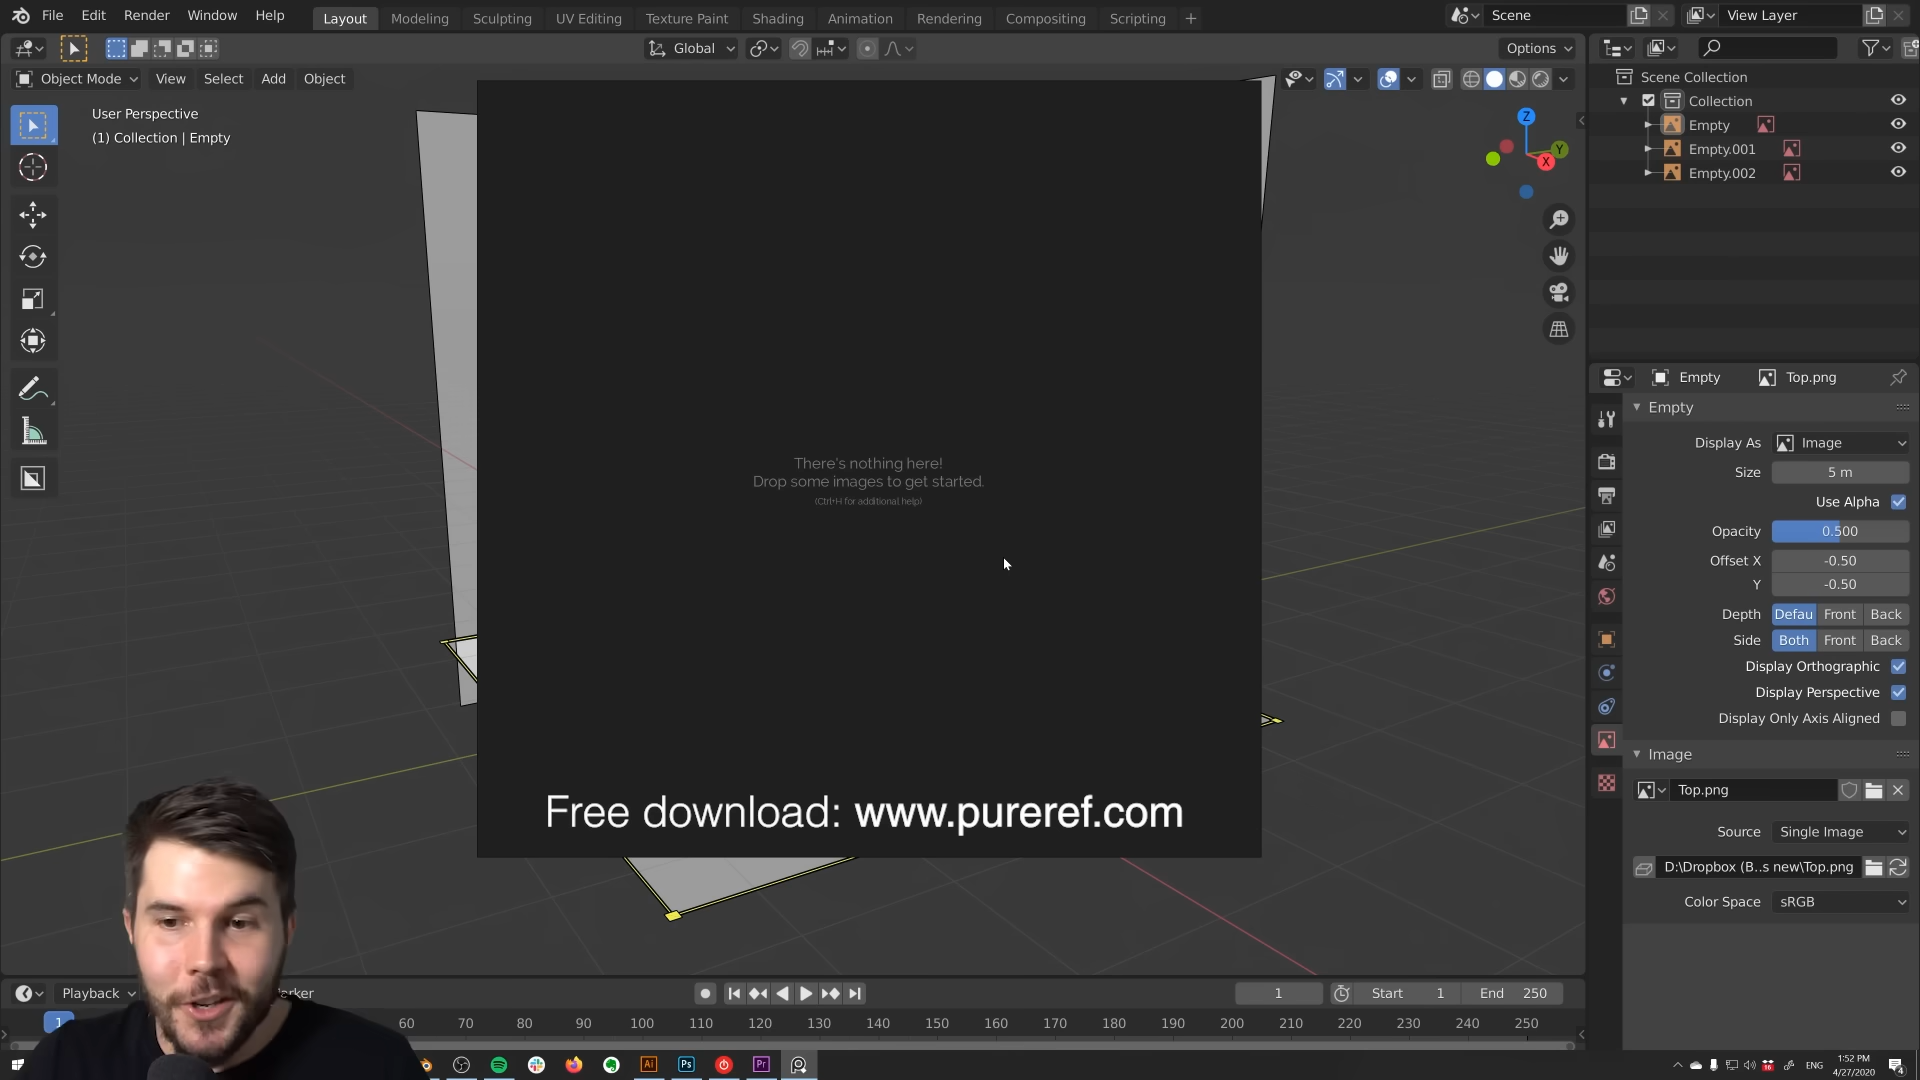 File Edit Render Window Help Layout Modeling Sculpting UV Editing Texture Paint Shading Animation Rendering Compositing Scripting + Scene View Layer
Global Options
Object Mode View Select Add Object
User Perspective
(1) Collection | Empty
Z
Y
X
Scene Collection
Collection
Empty
Empty.001
Empty.002
There's nothing here!
Drop some images to get started.
(Ctrl+H for additional help)
Free download: www.pureref.com
Empty Top.png
Empty
Display As Image
Size 5 m
Use Alpha
Opacity 0.500
Offset X -0.50
Y -0.50
Depth Defau Front Back
Side Both Front Back
Display Orthographic
Display Perspective
Display Only Axis Aligned
Image
Top.png
Source Single Image
D:\Dropbox (B..s new\Top.png
Color Space sRGB
Playback arker 1 Start 1 End 250
1 60 70 80 90 100 110 120 130 140 150 160 170 180 190 200 210 220 230 240 250
Ai Ps Pr
ENG
1:52 PM
4/27/2020